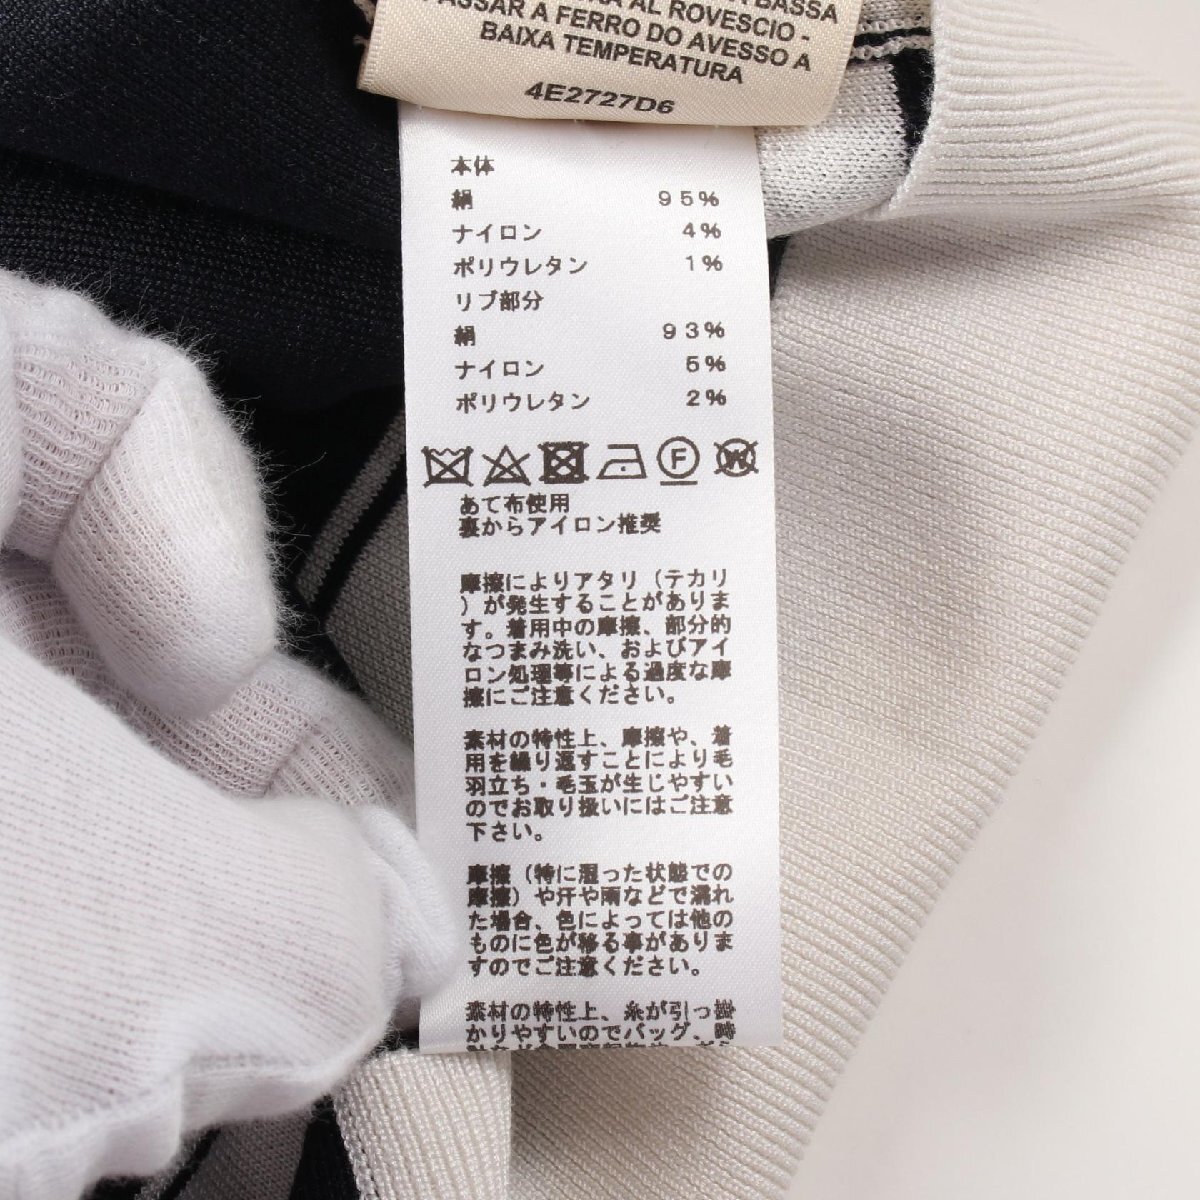 BASSA
AL ROVESCIO -
PASSAR A FERRO DO AVESSO A
BAIXA TEMPERATURA
4E2727D6
本体
絹 95%
ナイロン 4%
ポリウレタン 1%
リブ部分
絹 93%
ナイロン 5%
ポリウレタン 2%
F
W
あて布使用
裏からアイロン推奨
摩擦によりアタリ（テカリ
）が発生することがありま
す。着用中の摩擦、部分的
なつまみ洗い、およびアイ
ロン処理等による過度な摩
擦にご注意ください。
素材の特性上、摩擦や、着
用を繰り返すことにより毛
羽立ち・毛玉が生じやすい
のでお取り扱いにはご注意
下さい。
摩擦（特に湿った状態での
摩擦）や汗や雨などで濡れ
た場合、色によっては他の
ものに色が移る事がありま
すのでご注意ください。
素材の特性上、糸が引っ掛
かりやすいのでバッグ、時